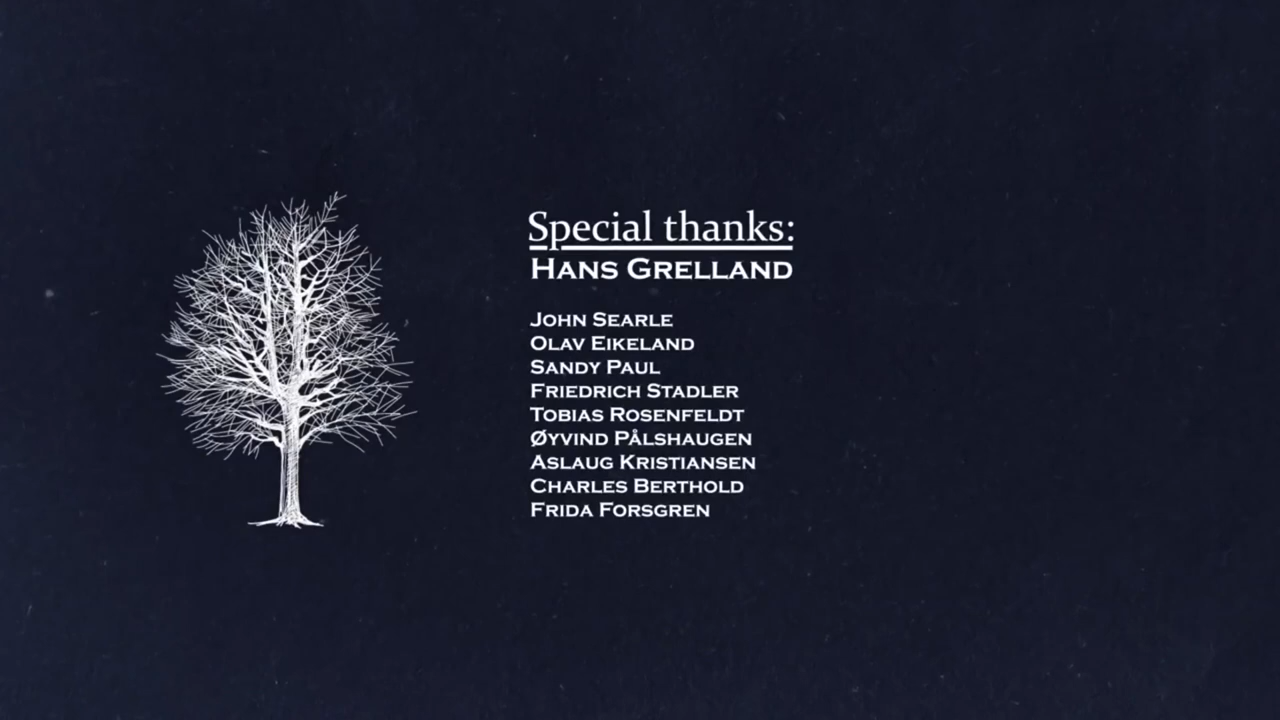 Special thanks:
HANS GRELLAND
JOHN SEARLE
OLAV EIKELAND
SANDY PAUL
FRIEDRICH STADLER
TOBIAS ROSENFELDT
ØYVIND PÅLSHAUGEN
ASLAUG KRISTIANSEN
CHARLES BERTHOLD
FRIDA FORSGREN